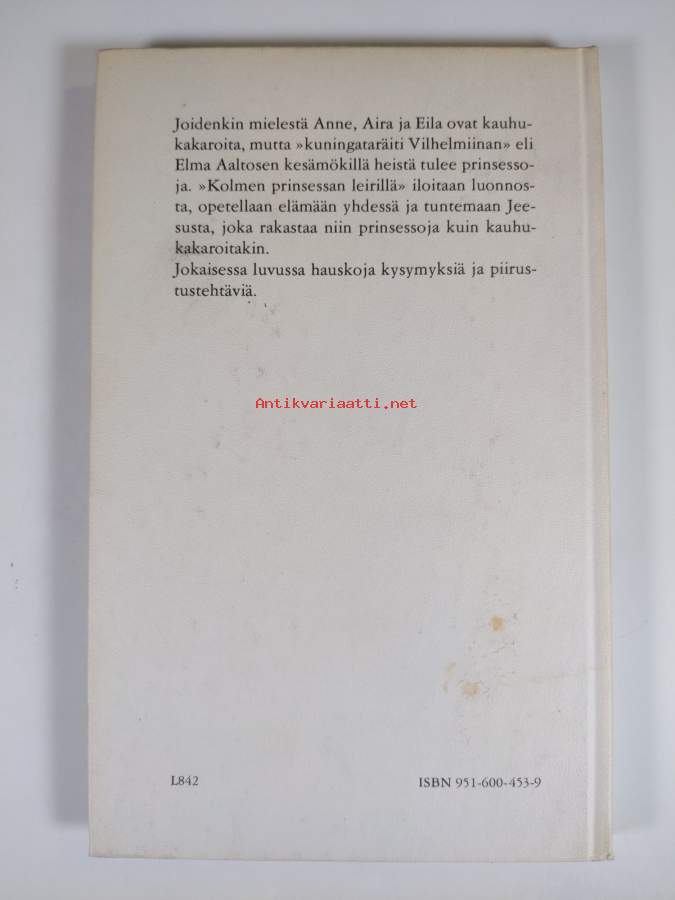 Joidenkin mielestä Anne, Aira ja Eila ovat kauhu-
kakaroita, mutta »kuningataräiti Vilhelmiinan» eli
Elma Aaltosen kesämökillä heistä tulee prinsesso-
ja. »Kolmen prinsessan leirillä» iloitaan luonnos-
ta, opetellaan elämään yhdessä ja tuntemaan Jee-
susta, joka rakastaa niin prinsessoja kuin kauhu-
kakaroitakin.
Jokaisessa luvussa hauskoja kysymyksiä ja piirus-
tustehtäviä.
Antikvariaatti.net
L842
ISBN 951-600-453-9